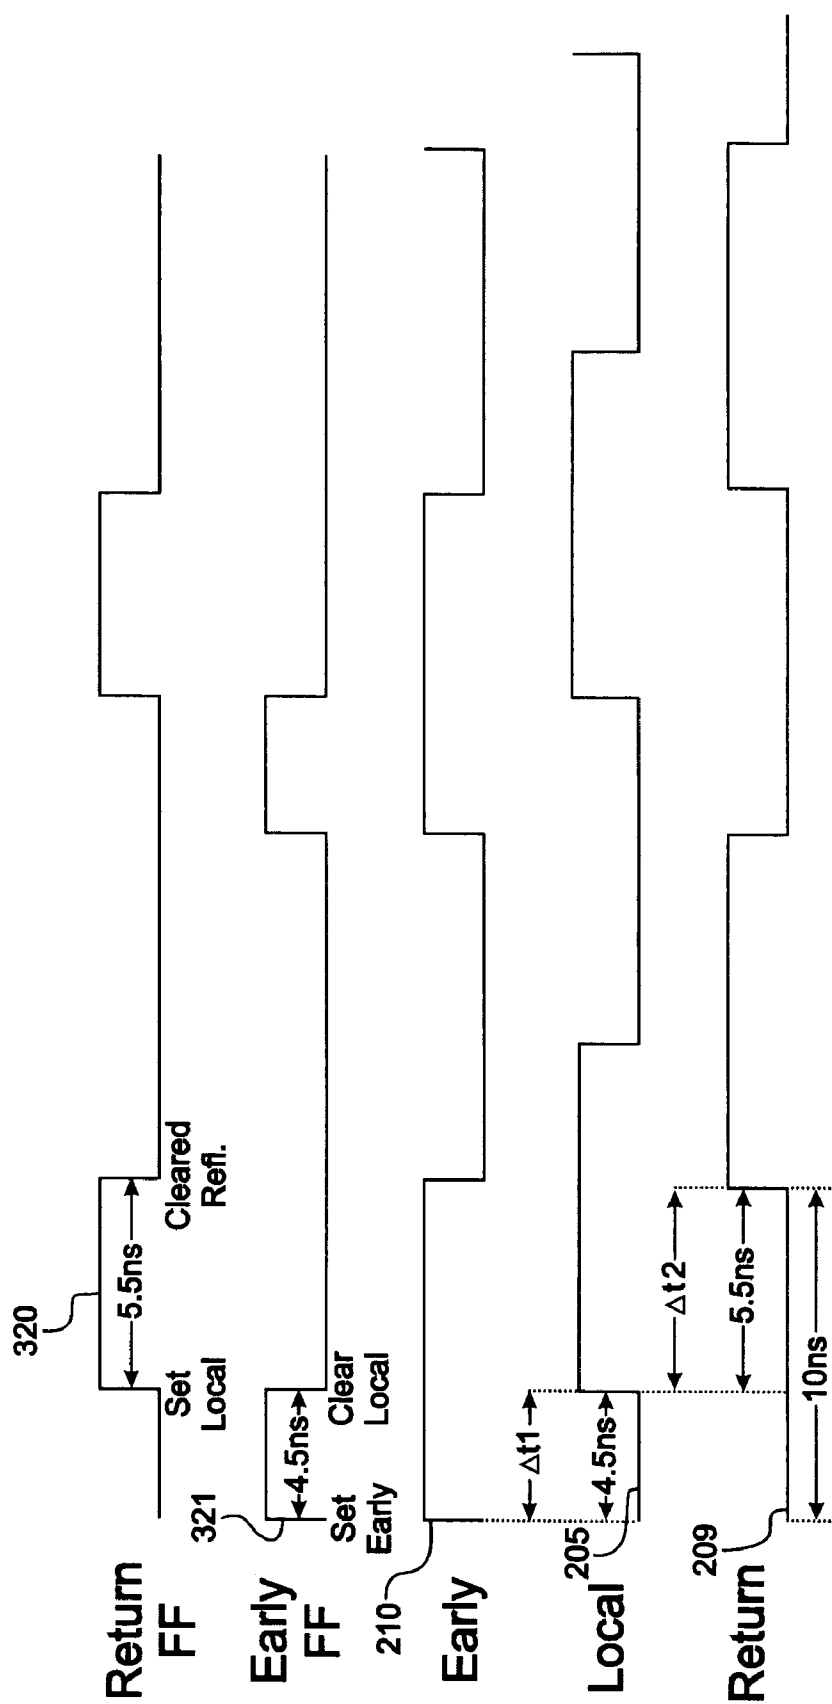 Return
FF
320
5.5ns
Set
Local
Cleared
Refl.
Early
FF
321
4.5ns
Set
Early
Clear
Local
Early
210
Δt1
Local
205
4.5ns
Δt2
Return
209
5.5ns
10ns